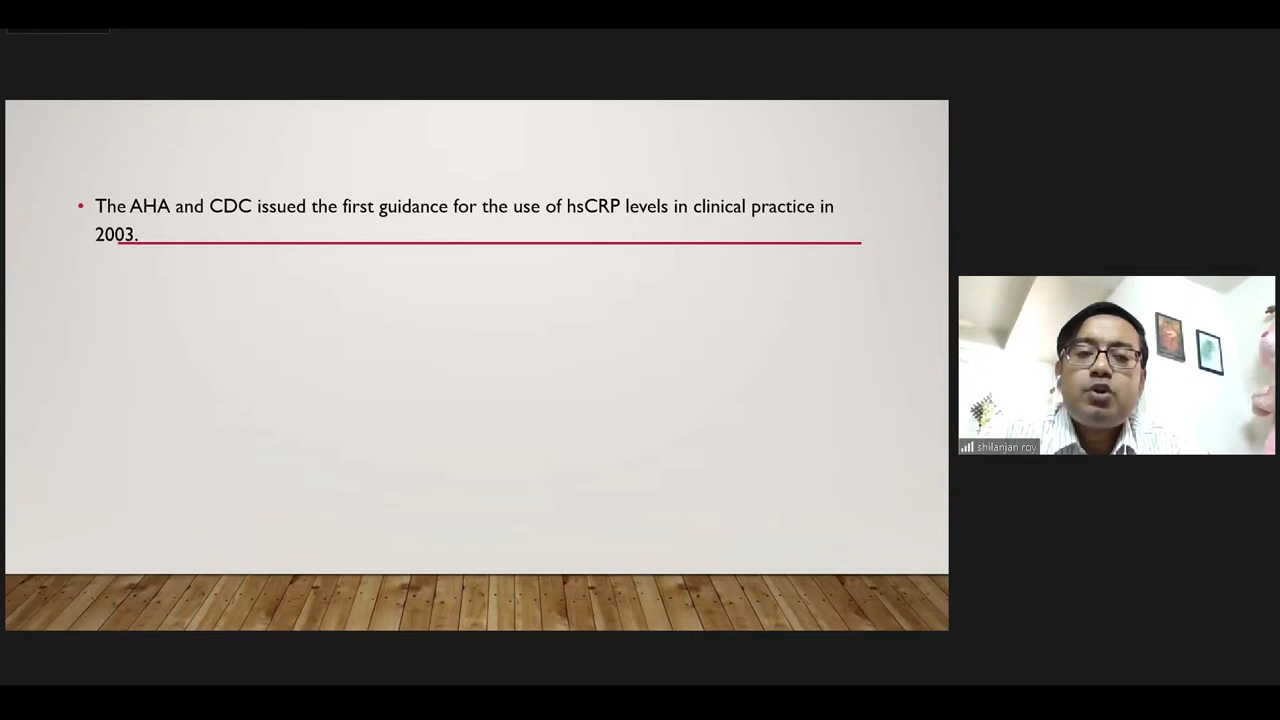 • The AHA and CDC issued the first guidance for the use of hsCRP levels in clinical practice in
2003.
shilanjan roy